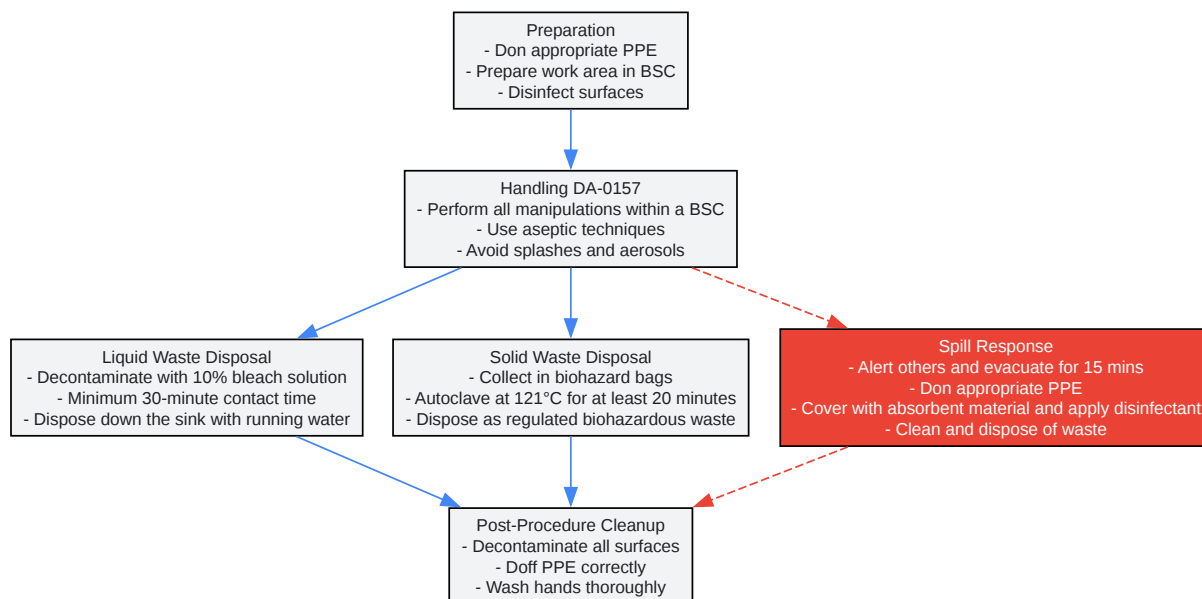 Preparation
- Don appropriate PPE
- Prepare work area in BSC
- Disinfect surfaces
Handling DA-0157
- Perform all manipulations within a BSC
- Use aseptic techniques
- Avoid splashes and aerosols
Liquid Waste Disposal
- Decontaminate with 10% bleach solution
- Minimum 30-minute contact time
- Dispose down the sink with running water
Solid Waste Disposal
- Collect in biohazard bags
- Autoclave at 121°C for at least 20 minutes
- Dispose as regulated biohazardous waste
Spill Response
- Alert others and evacuate for 15 mins
- Don appropriate PPE
- Cover with absorbent material and apply disinfectant
- Clean and dispose of waste
Post-Procedure Cleanup
- Decontaminate all surfaces
- Doff PPE correctly
- Wash hands thoroughly